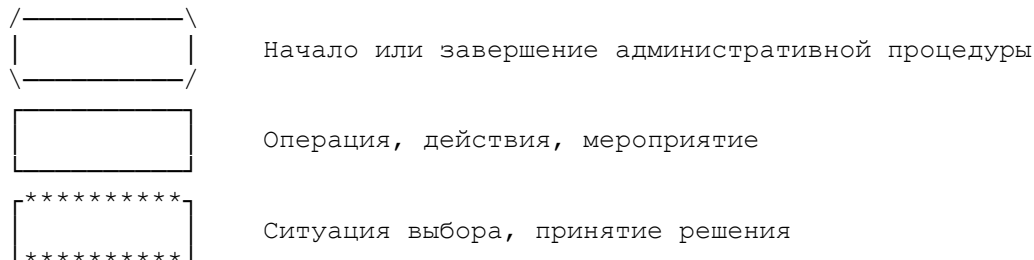 Начало или завершение административной процедуры
Операция, действия, мероприятие
**********
Ситуация выбора, принятие решения
**********